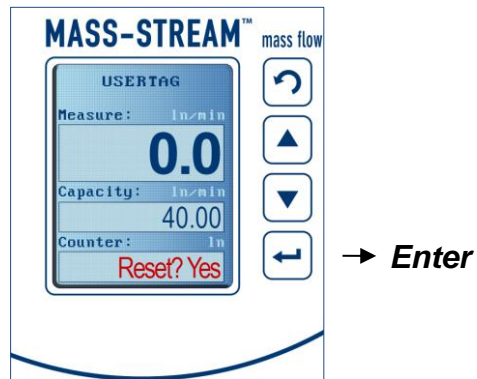 MASS-STREAM™ mass flow
USERTAG
Measure: ln/min
0.0
Capacity: ln/min
40.00
Counter: ln
Reset? Yes
Enter